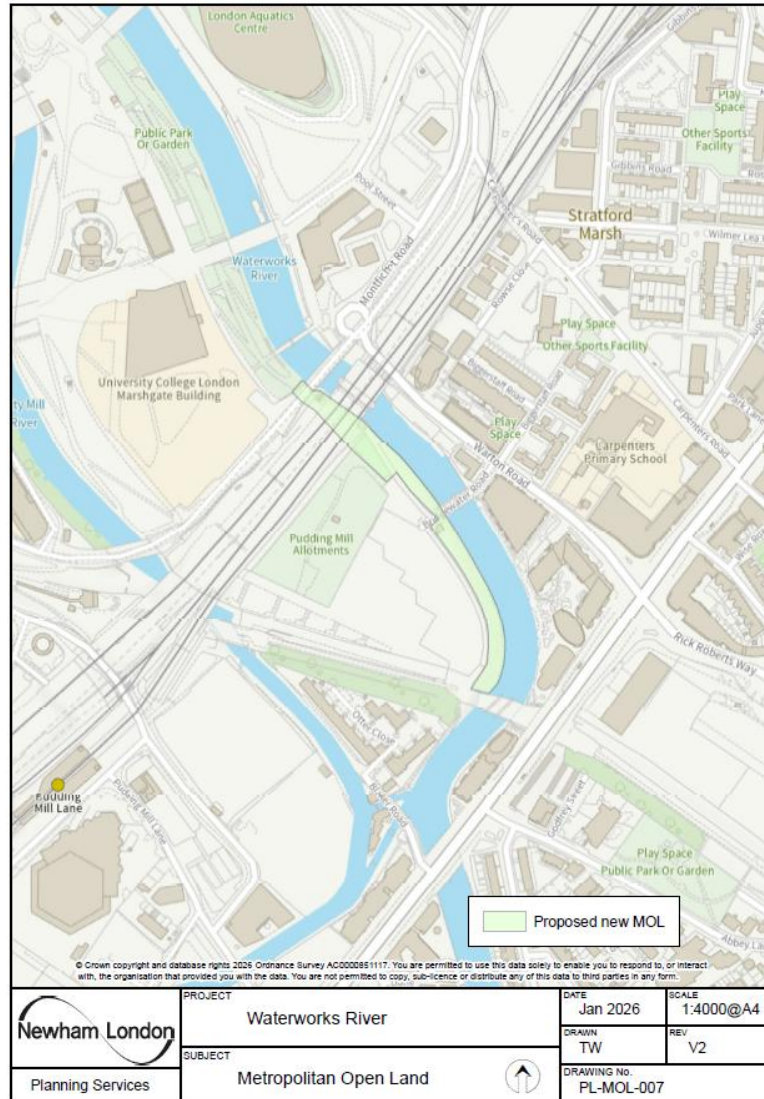 London Aquatics
Centre
Public Park
Or Garden
Waterworks
River
Pool Street
Montfichet Road
Carpenter's Road
Gibbins
Play
Space
Other Sports
Facility
Gibbins Road
Stratford
Marsh
Wilmer Lea
Rowse Clo
Play Space
Other Sports Facility
University College London
Marshgate Building
ty Mill
River
Biggerstaff Road
Play
Space
Warton Road
Carpenters
Primary School
Carpenters Road
Park Lane
Pudding Mill
Allotments
Rick Roberts Way
Otter Close
Pudding
Mill Lane
Pudding Mill Lane
Godfrey Street
Play Space
Public Park Or Garden
Abbey La
Proposed new MOL
© Crown copyright and database rights 2026 Ordnance Survey AC0000851117. You are permitted to use this data solely to enable you to respond to, or interact
with, the organisation that provided you with the data. You are not permitted to copy, sub-licence or distribute any of this data to third parties in any form.
Newham London
Planning Services
PROJECT
Waterworks River
SUBJECT
Metropolitan Open Land
DATE
Jan 2026
SCALE
1:4000@A4
DRAWN
TW
REV
V2
DRAWING No.
PL-MOL-007